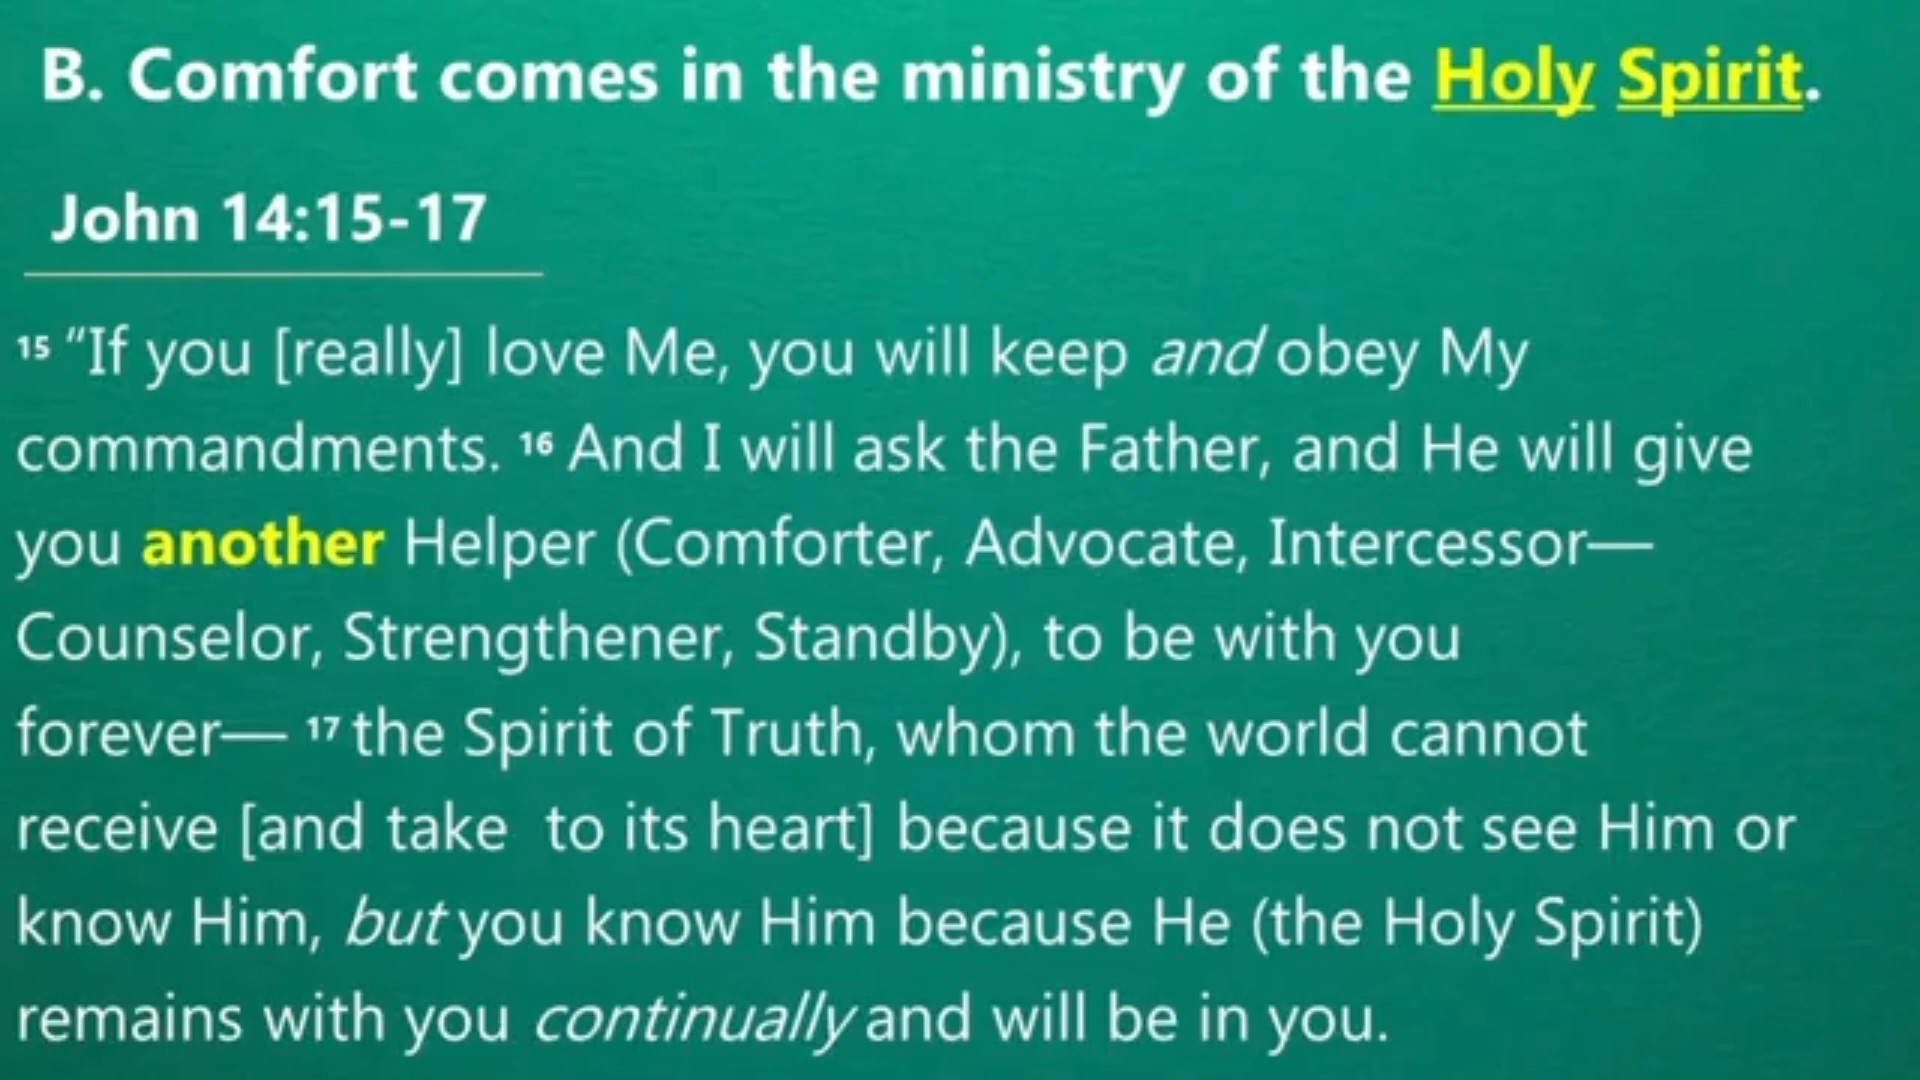 B. Comfort comes in the ministry of the Holy Spirit.
John 14:15-17
15 “If you [really] love Me, you will keep and obey My
commandments. 16 And I will ask the Father, and He will give
you another Helper (Comforter, Advocate, Intercessor—
Counselor, Strengthener, Standby), to be with you
forever— 17 the Spirit of Truth, whom the world cannot
receive [and take to its heart] because it does not see Him or
know Him, but you know Him because He (the Holy Spirit)
remains with you continually and will be in you.